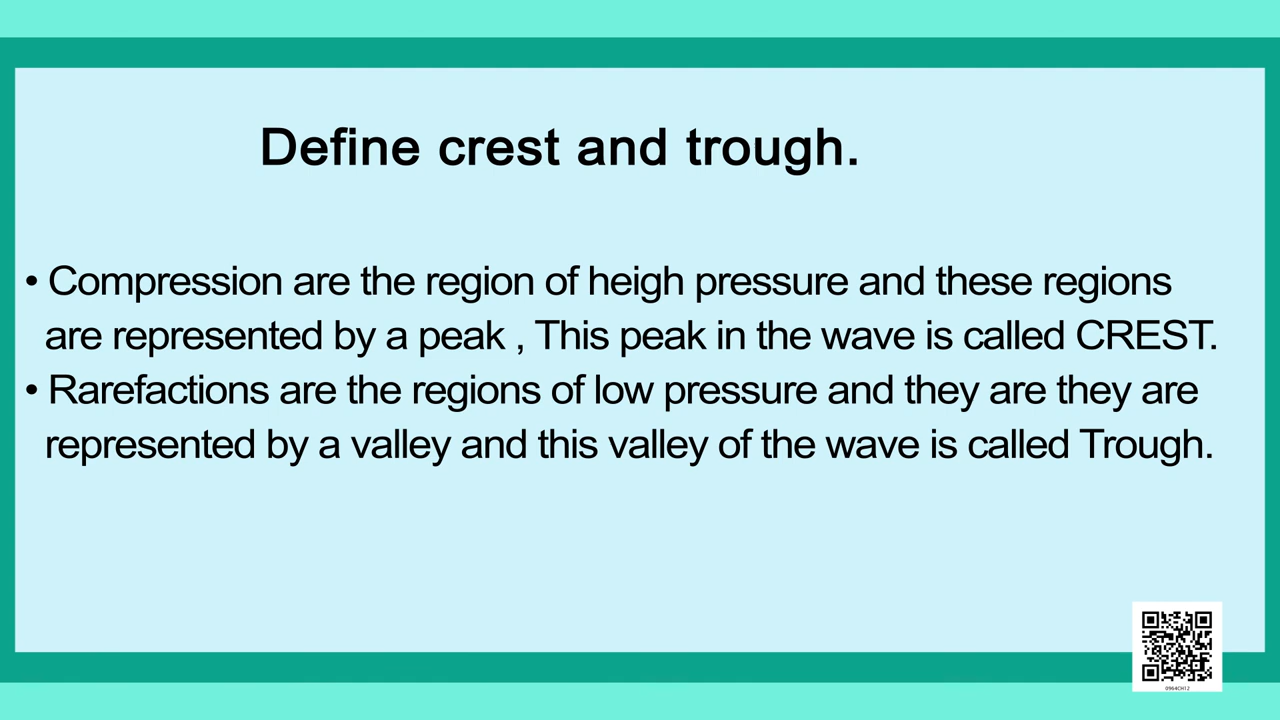 Define crest and trough.
• Compression are the region of heigh pressure and these regions
are represented by a peak , This peak in the wave is called CREST.
• Rarefactions are the regions of low pressure and they are they are
represented by a valley and this valley of the wave is called Trough.
0964CH12